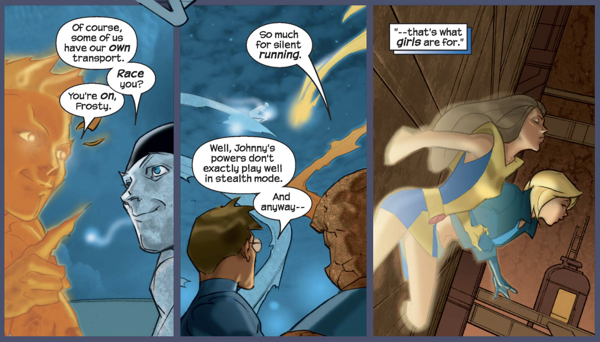 Of course,
some of us
have our own
transport.
Race
you?
You're on,
Frosty.
So much
for silent
running.
Well, Johnny's
powers don't
exactly play well
in stealth mode.
And
anyway--
"--that's what
girls are for."